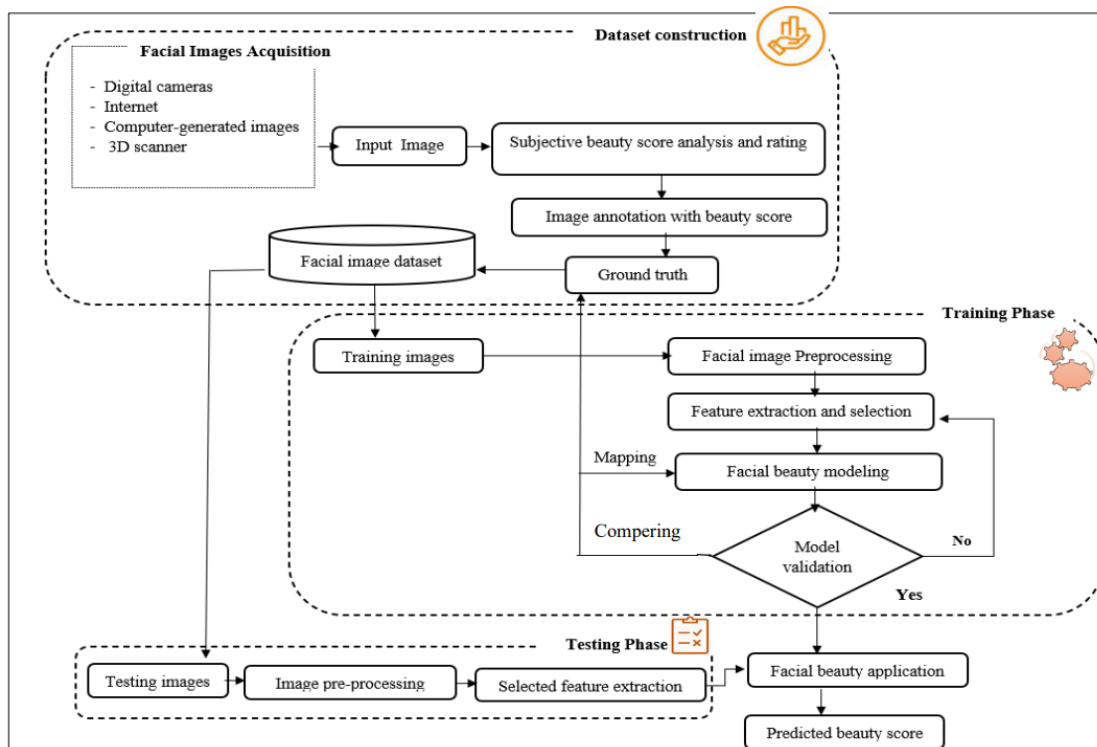 Dataset construction
Facial Images Acquisition
- Digital cameras
- Internet
- Computer-generated images
- 3D scanner
Input Image
Subjective beauty score analysis and rating
Image annotation with beauty score
Facial image dataset
Ground truth
Training Phase
Training images
Facial image Preprocessing
Feature extraction and selection
Mapping
Facial beauty modeling
Compering
Model
validation
No
Yes
Testing Phase
Testing images
Image pre-processing
Selected feature extraction
Facial beauty application
Predicted beauty score